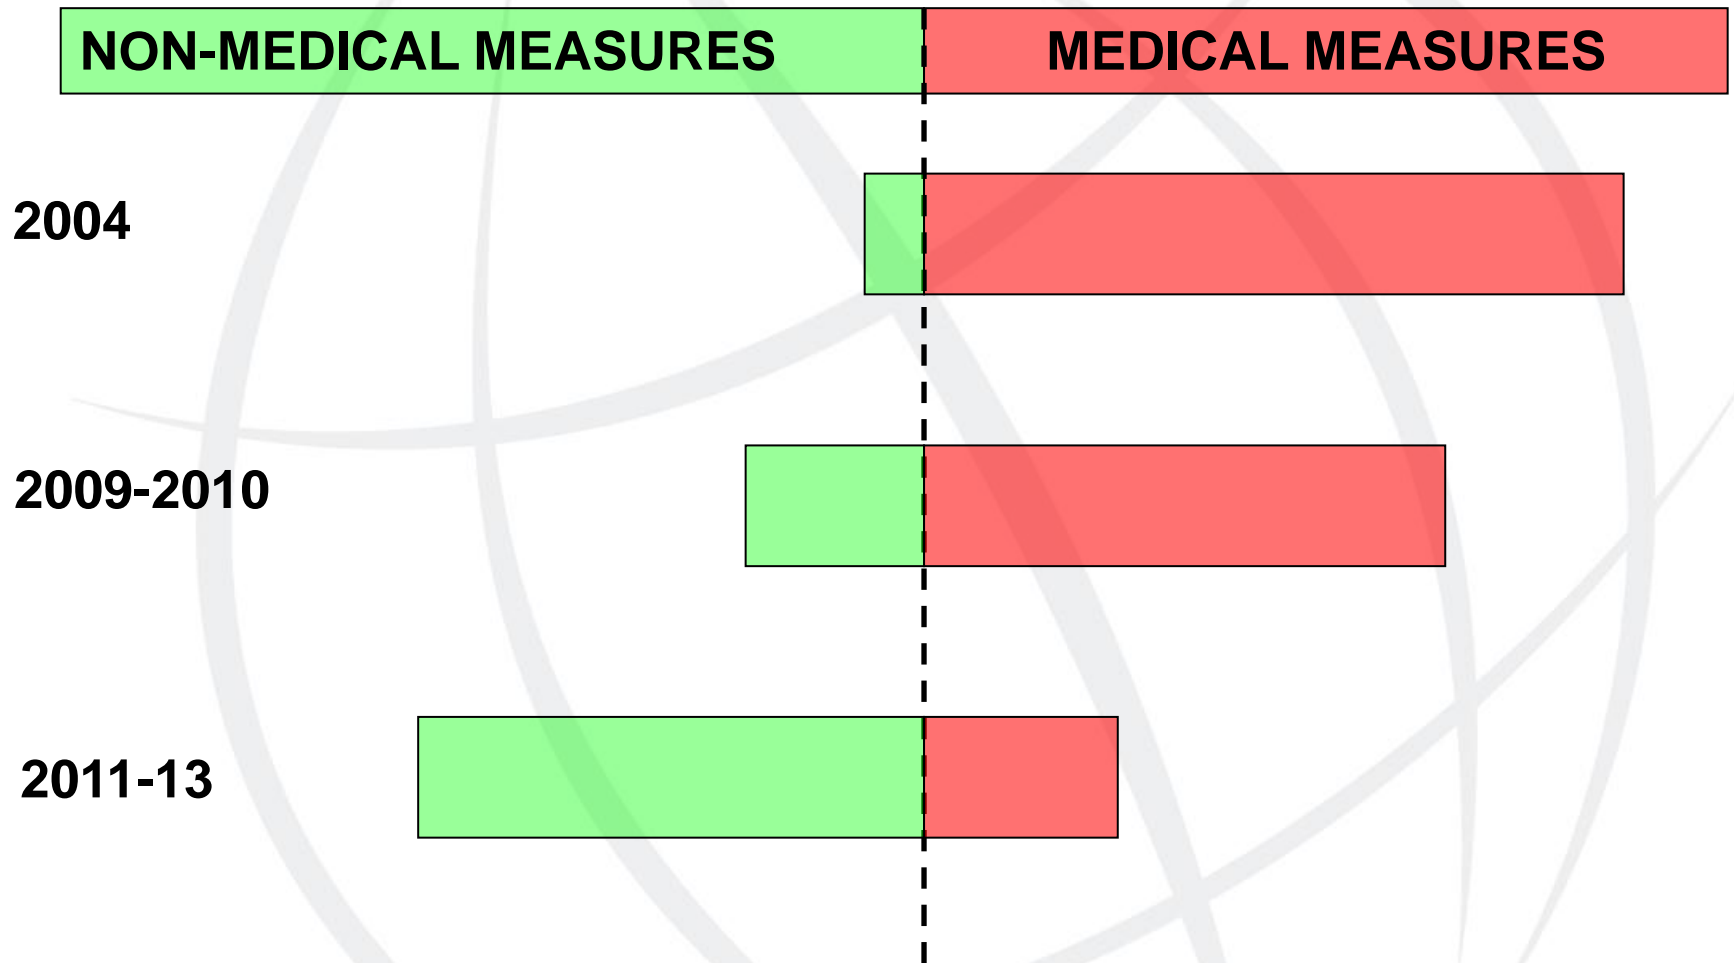 NON-MEDICAL MEASURES
MEDICAL MEASURES
2004
2009-2010
2011-13